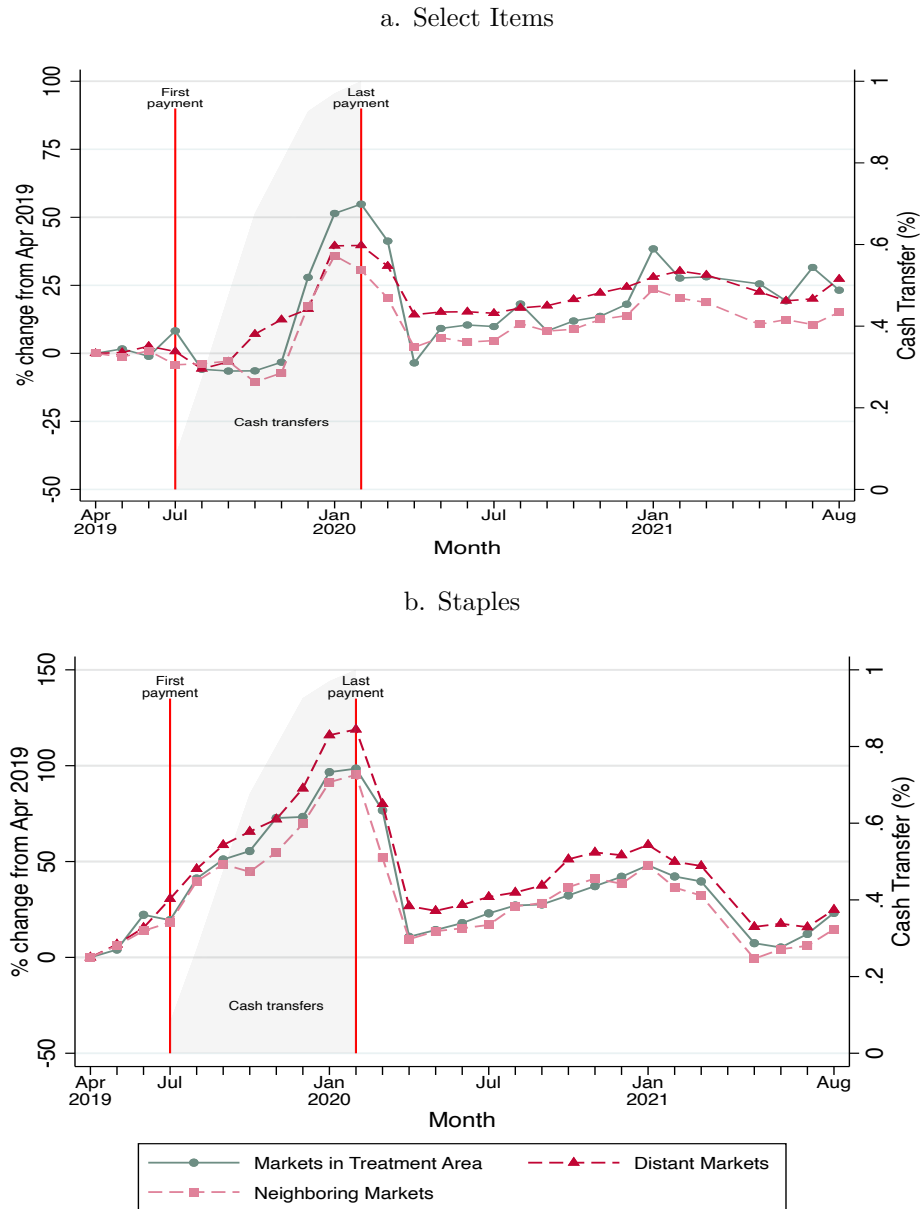 a. Select Items
First
payment
Last
payment
100
75
50
25
0
-25
-50
% change from Apr 2019
1
.8
.6
.4
.2
0
Cash Transfer (%)
Cash transfers
Apr
2019
Jul
Jan
2020
Jul
Jan
2021
Aug
Month
b. Staples
First
payment
Last
payment
150
100
50
0
-50
% change from Apr 2019
1
.8
.6
.4
.2
0
Cash Transfer (%)
Cash transfers
Apr
2019
Jul
Jan
2020
Jul
Jan
2021
Aug
Month
Markets in Treatment Area
Distant Markets
Neighboring Markets